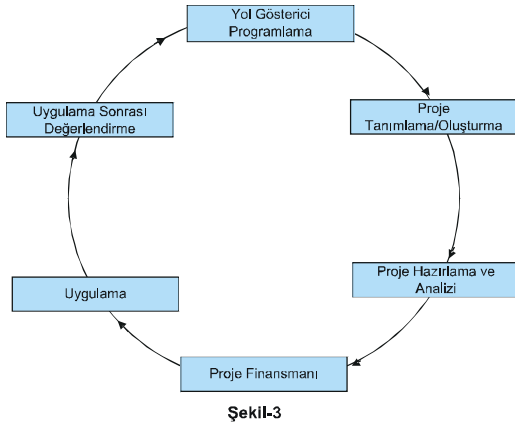 Yol Gösterici
Programlama
Proje
Tanımlama/Oluşturma
Proje Hazırlama ve
Analizi
Proje Finansmanı
Uygulama
Uygulama Sonrası
Değerlendirme
Şekil-3